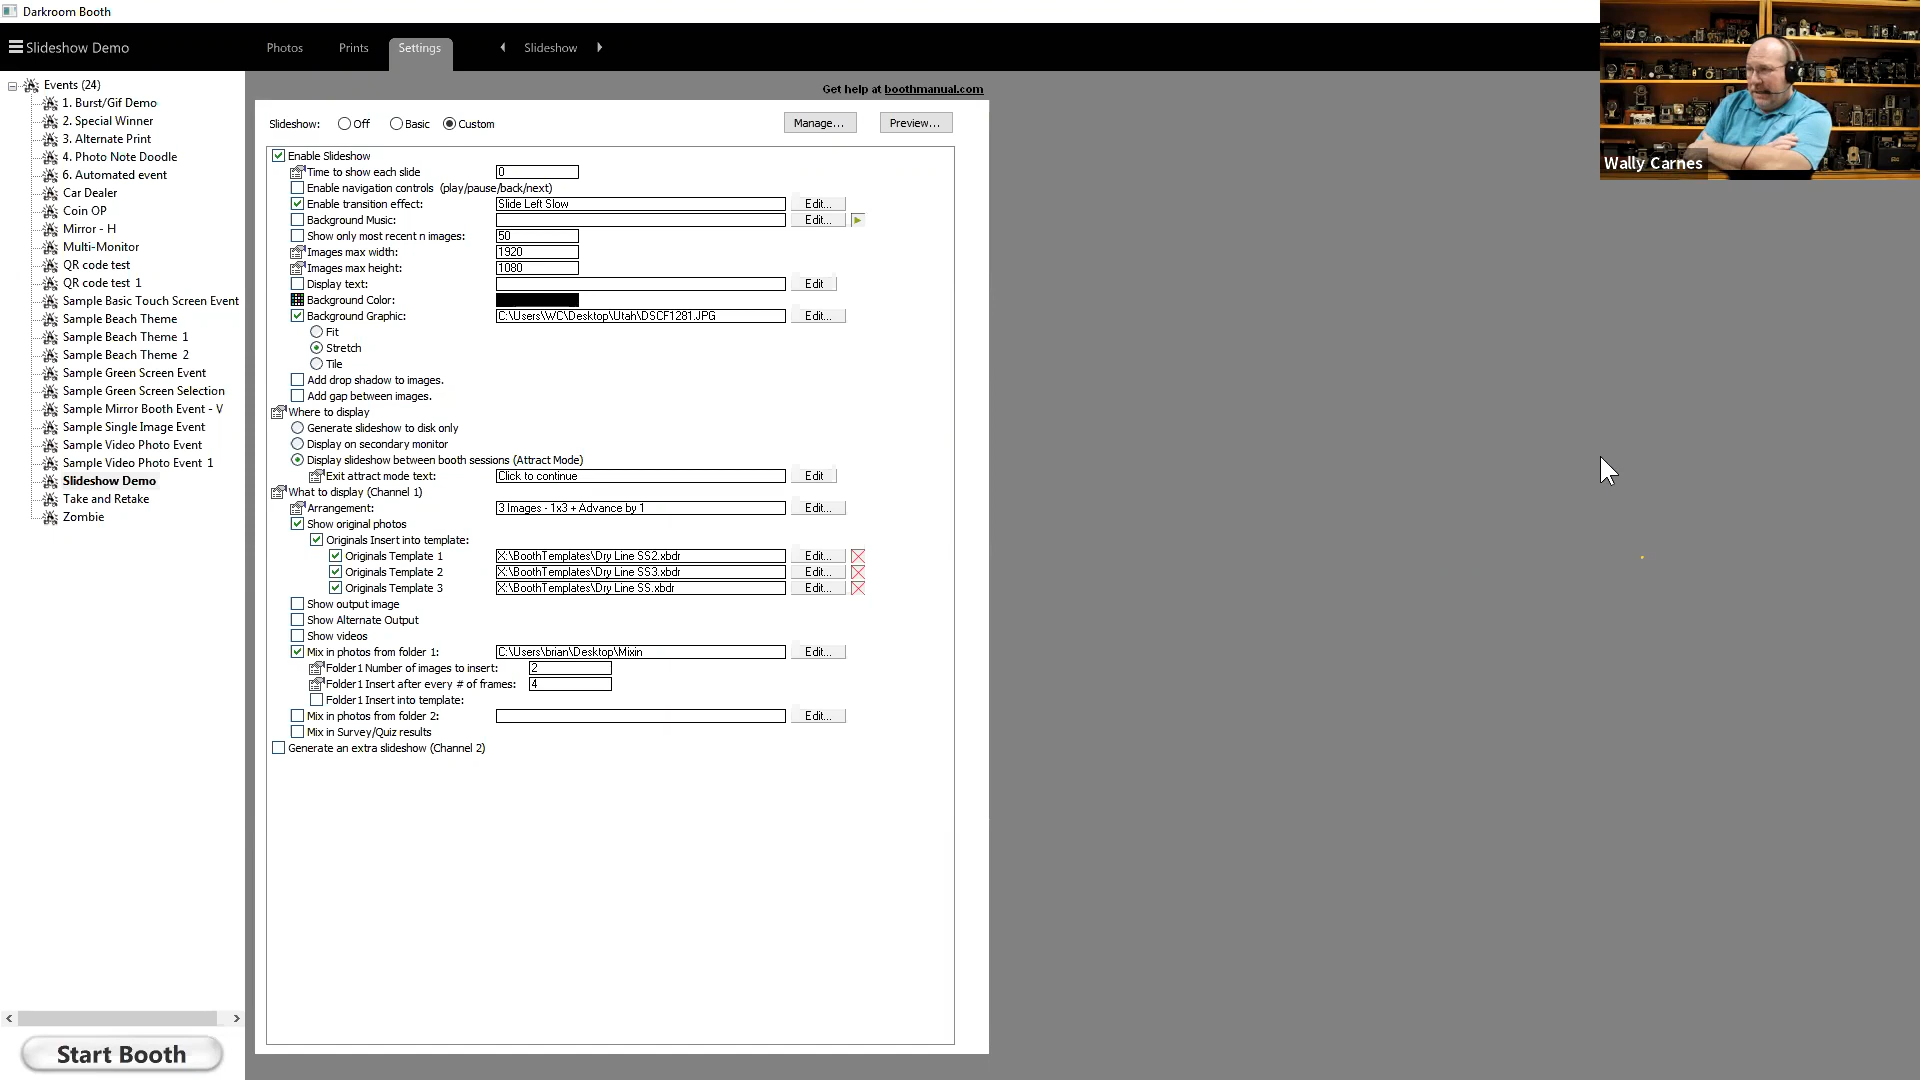 Darkroom Booth
Slideshow Demo
Photos
Prints
Settings
Slideshow
Wally Carnes
Events (24)
1. Burst/Gif Demo
2. Special Winner
3. Alternate Print
4. Photo Note Doodle
6. Automated event
Car Dealer
Coin OP
Mirror - H
Multi-Monitor
QR code test
QR code test 1
Sample Basic Touch Screen Event
Sample Beach Theme
Sample Beach Theme 1
Sample Beach Theme 2
Sample Green Screen Event
Sample Green Screen Selection
Sample Mirror Booth Event - V
Sample Single Image Event
Sample Video Photo Event
Sample Video Photo Event 1
Slideshow Demo
Take and Retake
Zombie
Start Booth
Get help at boothmanual.com
Slideshow: Off Basic Custom Manage... Preview...
Enable Slideshow
Time to show each slide 0
Enable navigation controls (play/pause/back/next)
Enable transition effect: Slide Left Slow Edit...
Background Music: Edit...
Show only most recent n images: 50
Images max width: 1920
Images max height: 1080
Display text: Edit
Background Color:
Background Graphic: C:\Users\WC\Desktop\Utah\DSCF1281.JPG Edit...
Fit
Stretch
Tile
Add drop shadow to images.
Add gap between images.
Where to display
Generate slideshow to disk only
Display on secondary monitor
Display slideshow between booth sessions (Attract Mode)
Exit attract mode text: Click to continue Edit
What to display (Channel 1)
Arrangement: 3 Images - 1x3 + Advance by 1 Edit...
Show original photos
Originals Insert into template:
Originals Template 1 X:\BoothTemplates\Dry Line SS2.xbdr Edit...
Originals Template 2 X:\BoothTemplates\Dry Line SS3.xbdr Edit...
Originals Template 3 X:\BoothTemplates\Dry Line SS.xbdr Edit...
Show output image
Show Alternate Output
Show videos
Mix in photos from folder 1: C:\Users\brian\Desktop\Mixin Edit...
Folder1 Number of images to insert: 2
Folder1 Insert after every # of frames: 4
Folder1 Insert into template:
Mix in photos from folder 2: Edit...
Mix in Survey/Quiz results
Generate an extra slideshow (Channel 2)